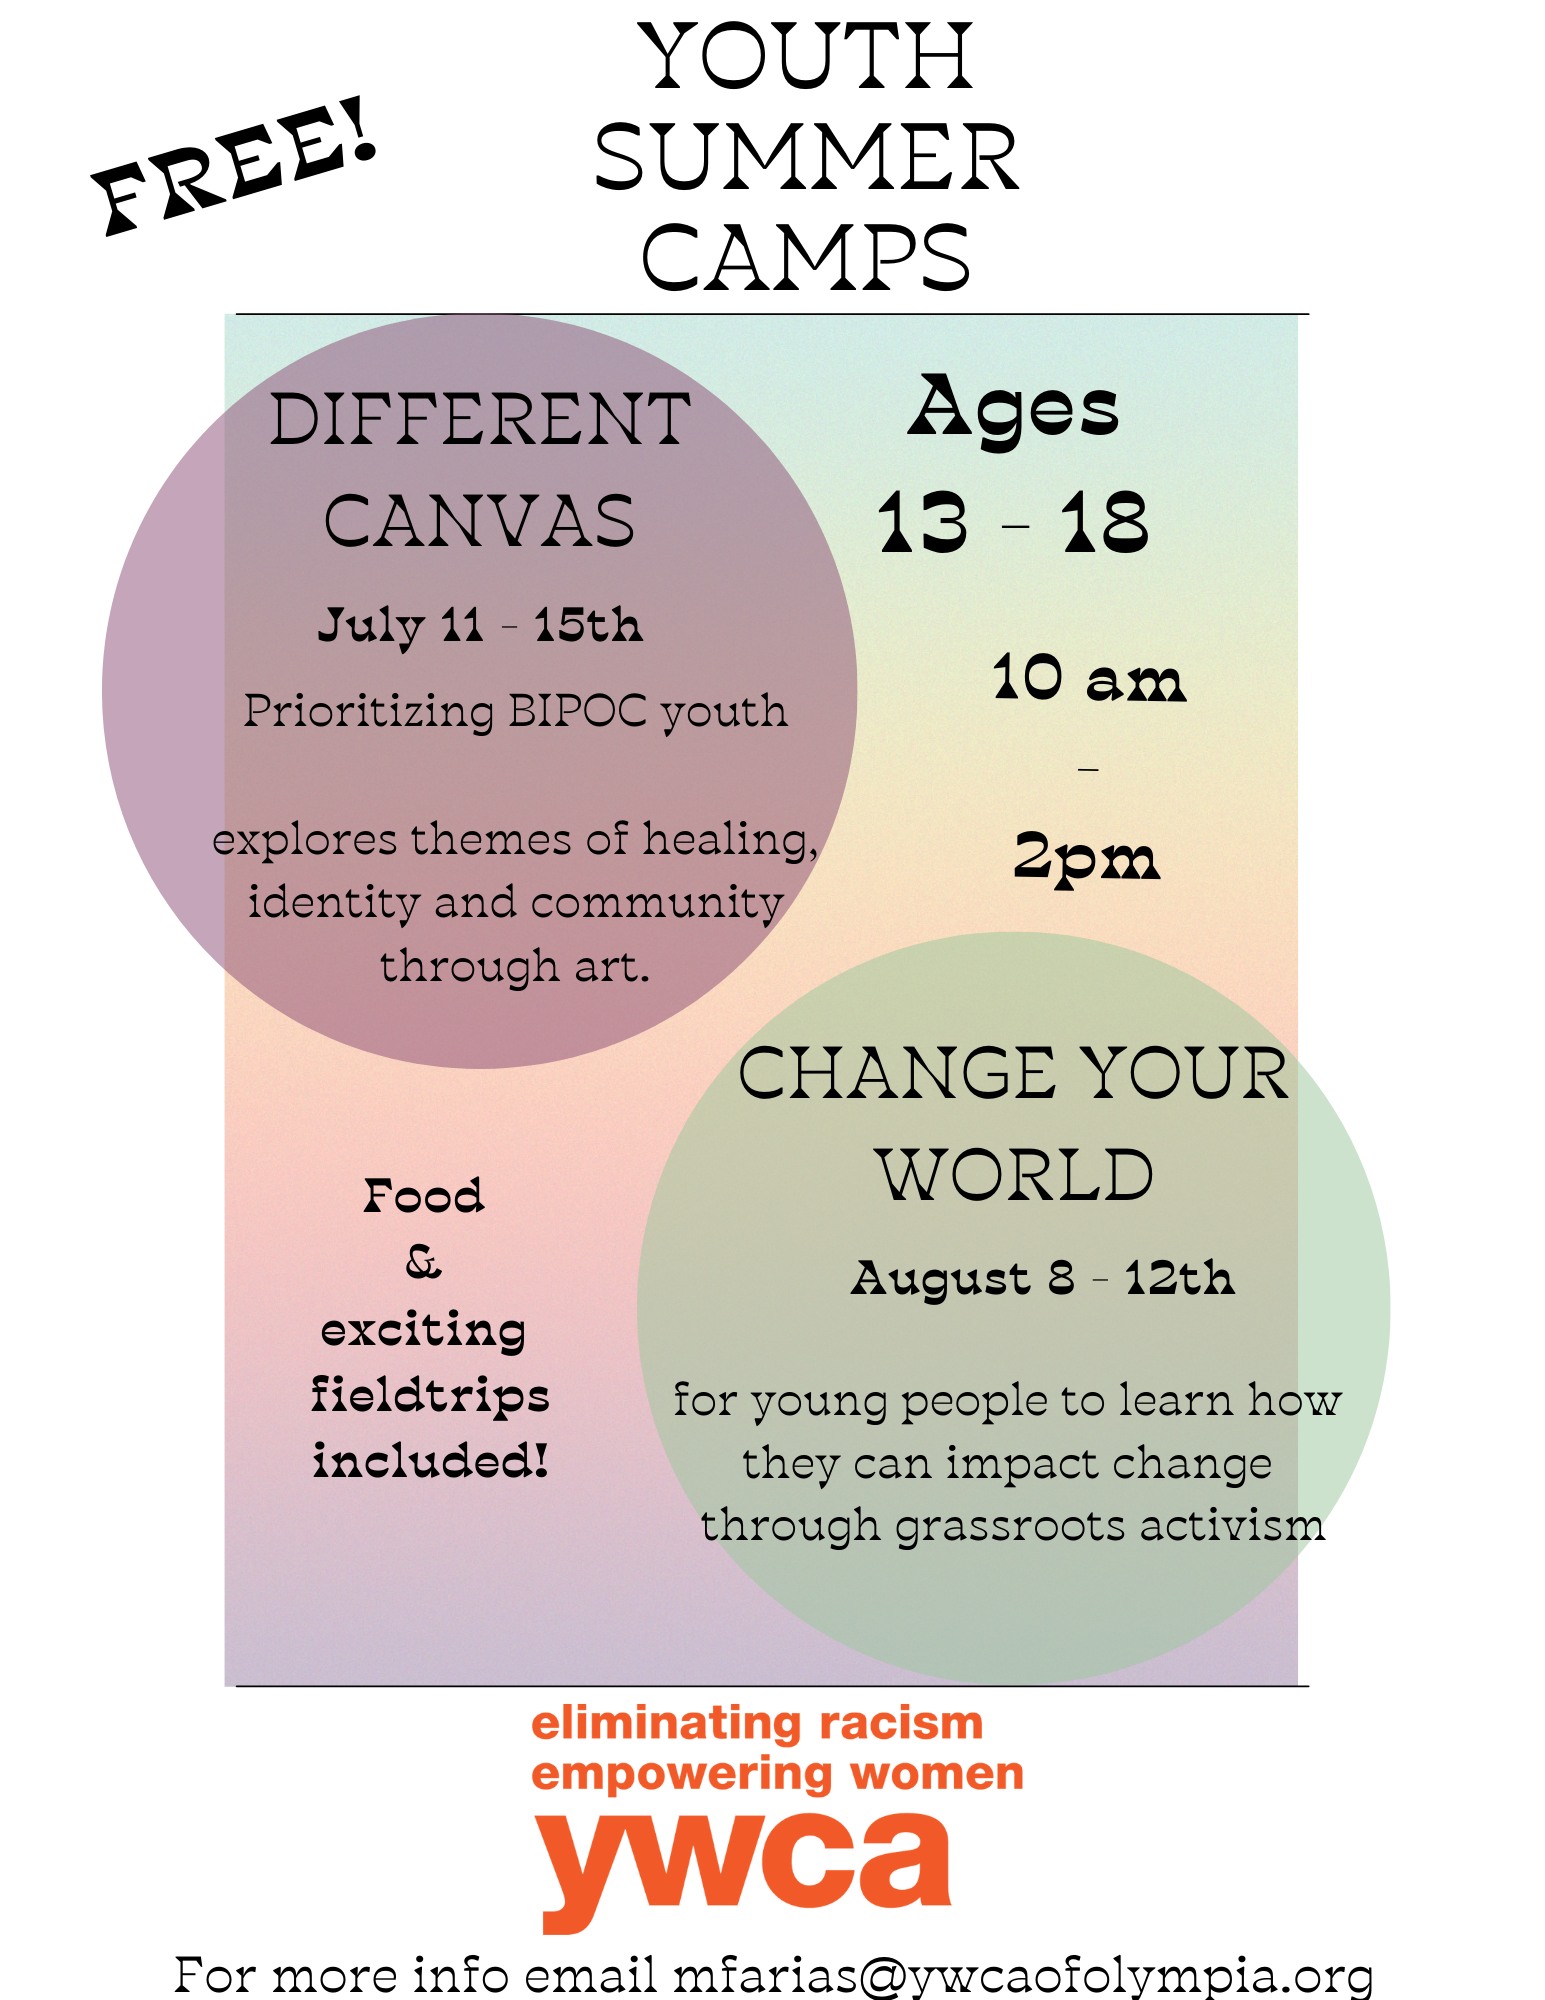 FREE!
YOUTH
SUMMER
CAMPS
DIFFERENT
CANVAS
July 11 - 15th
Prioritizing BIPOC youth
explores themes of healing,
identity and community
through art.
Ages
13 - 18
10 am
-
2pm
Food
&
exciting
fieldtrips
included!
CHANGE YOUR
WORLD
August 8 - 12th
for young people to learn how
they can impact change
through grassroots activism
eliminating racism
empowering women
ywca
For more info email mfarias@ywcaofolympia.org